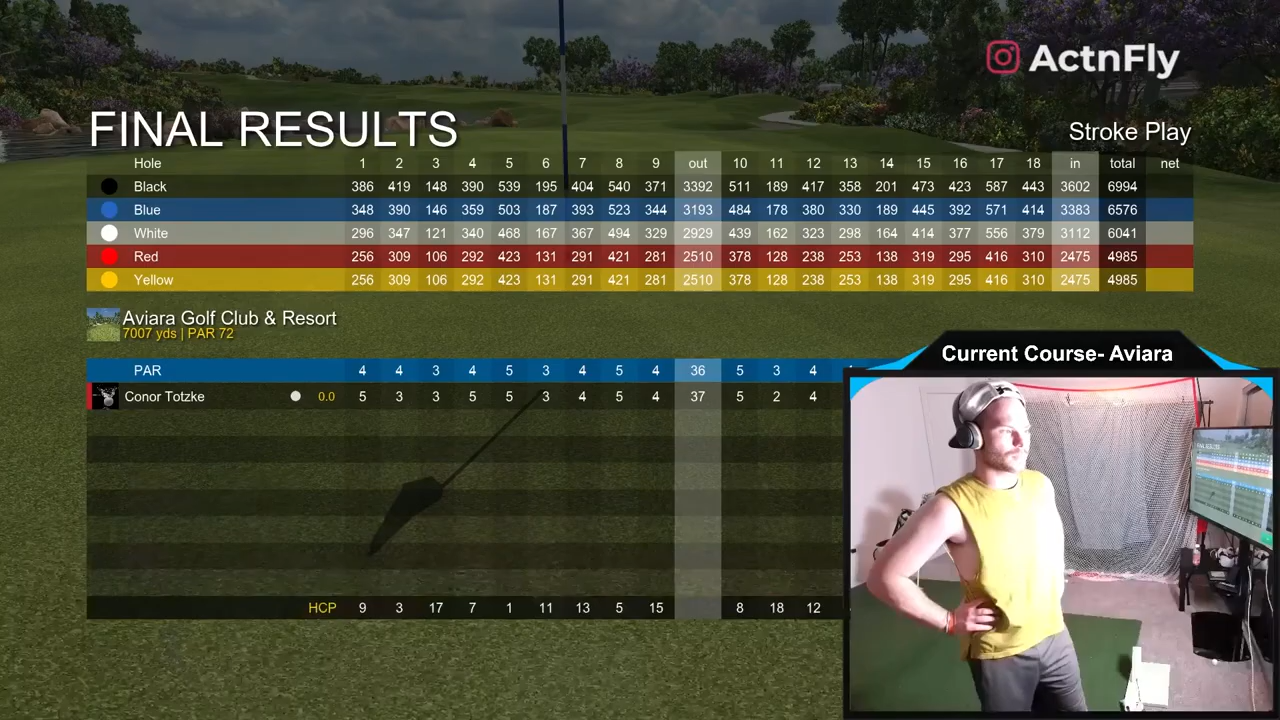 ActnFly
FINAL RESULTS
Stroke Play
Hole 1 2 3 4 5 6 7 8 9 out 10 11 12 13 14 15 16 17 18 in total net
Black 386 419 148 390 539 195 404 540 371 3392 511 189 417 358 201 473 423 587 443 3602 6994
Blue 348 390 146 359 503 187 393 523 344 3193 484 178 380 330 189 445 392 571 414 3383 6576
White 296 347 121 340 468 167 367 494 329 2929 439 162 323 298 164 414 377 556 379 3112 6041
Red 256 309 106 292 423 131 291 421 281 2510 378 128 238 253 138 319 295 416 310 2475 4985
Yellow 256 309 106 292 423 131 291 421 281 2510 378 128 238 253 138 319 295 416 310 2475 4985
Aviara Golf Club & Resort
7007 yds | PAR 72
Current Course- Aviara
PAR 4 4 3 4 5 3 4 5 4 36 5 3 4
Conor Totzke 0.0 5 3 3 5 5 3 4 5 4 37 5 2 4
HCP 9 3 17 7 1 11 13 5 15 8 18 12